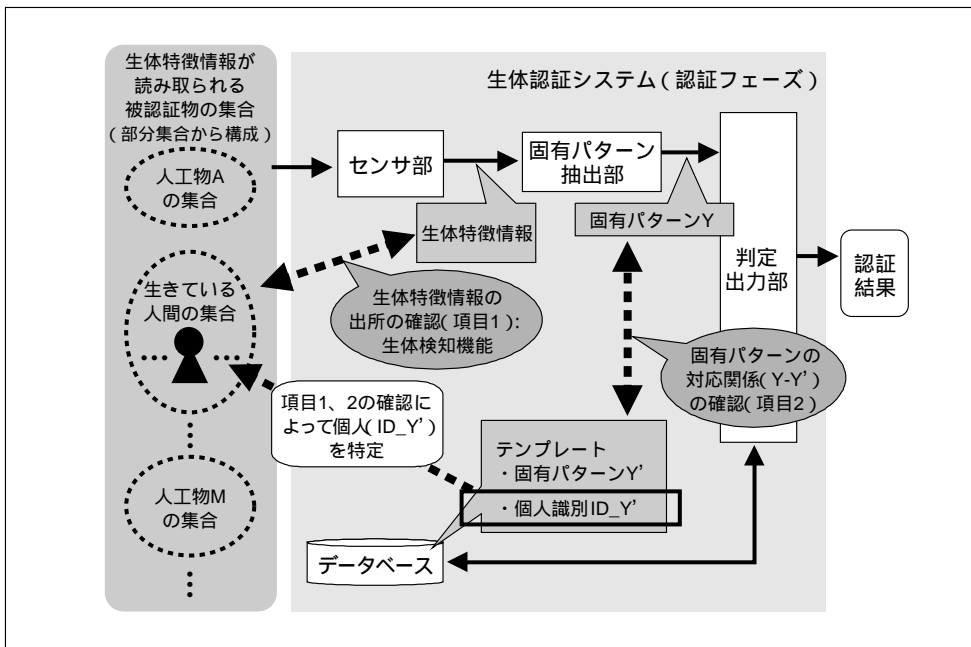 生体特徴情報が
読み取られる
被認証物の集合
(部分集合から構成)
人工物A
の集合
生きている
人間の集合
人工物M
の集合
生体認証システム(認証フェーズ)
センサ部
固有パターン
抽出部
生体特徴情報
固有パターンY
判定
出力部
認証
結果
生体特徴情報の
出所の確認(項目1):
生体検知機能
固有パターンの
対応関係(Y-Y’)
の確認(項目2)
項目1、2の確認に
よって個人(ID_Y’)
を特定
テンプレート
・固有パターンY’
・個人識別ID_Y’
データベース